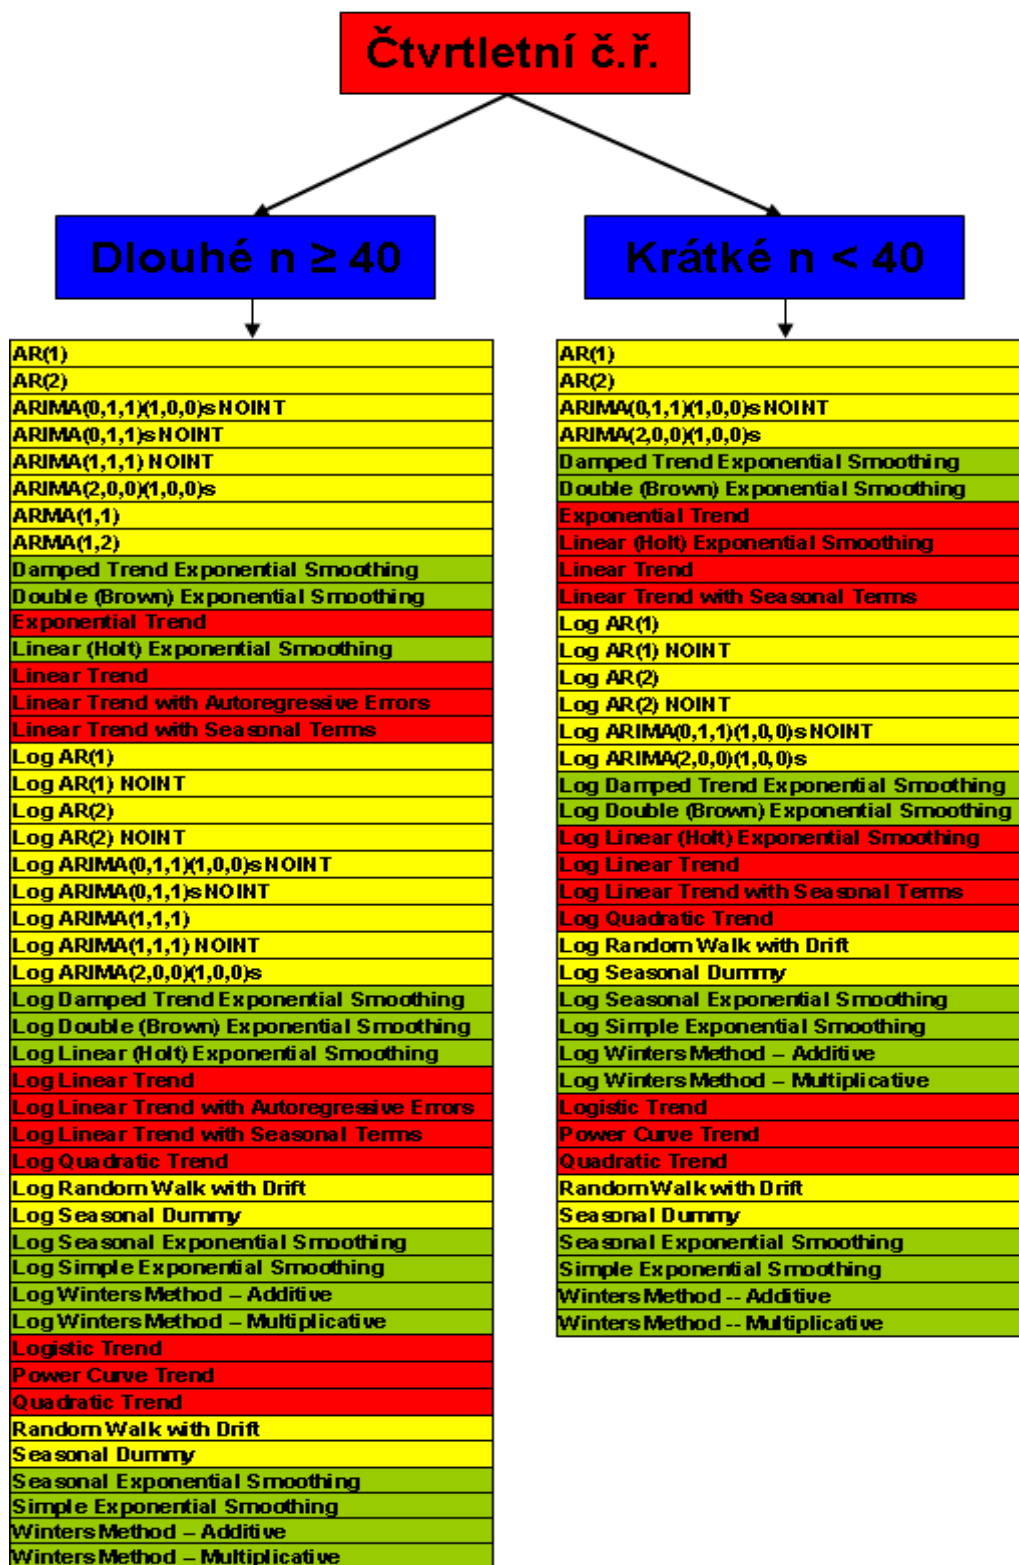 Čtvrtletní č.ř.
Dlouhé n ≥ 40
AR(1)
AR(2)
ARIMA(0,1,1)(1,0,0)s NOINT
ARIMA(0,1,1)s NOINT
ARIMA(1,1,1) NOINT
ARIMA(2,0,0)(1,0,0)s
ARMA(1,1)
ARMA(1,2)
Damped Trend Exponential Smoothing
Double (Brown) Exponential Smoothing
Exponential Trend
Linear (Holt) Exponential Smoothing
Linear Trend
Linear Trend with Autoregressive Errors
Linear Trend with Seasonal Terms
Log AR(1)
Log AR(1) NOINT
Log AR(2)
Log AR(2) NOINT
Log ARIMA(0,1,1)(1,0,0)s NOINT
Log ARIMA(0,1,1)s NOINT
Log ARIMA(1,1,1)
Log ARIMA(1,1,1) NOINT
Log ARIMA(2,0,0)(1,0,0)s
Log Damped Trend Exponential Smoothing
Log Double (Brown) Exponential Smoothing
Log Linear (Holt) Exponential Smoothing
Log Linear Trend
Log Linear Trend with Autoregressive Errors
Log Linear Trend with Seasonal Terms
Log Quadratic Trend
Log Random Walk with Drift
Log Seasonal Dummy
Log Seasonal Exponential Smoothing
Log Simple Exponential Smoothing
Log Winters Method – Additive
Log Winters Method – Multiplicative
Logistic Trend
Power Curve Trend
Quadratic Trend
Random Walk with Drift
Seasonal Dummy
Seasonal Exponential Smoothing
Simple Exponential Smoothing
Winters Method – Additive
Winters Method – Multiplicative
Krátké n < 40
AR(1)
AR(2)
ARIMA(0,1,1)(1,0,0)s NOINT
ARIMA(2,0,0)(1,0,0)s
Damped Trend Exponential Smoothing
Double (Brown) Exponential Smoothing
Exponential Trend
Linear (Holt) Exponential Smoothing
Linear Trend
Linear Trend with Seasonal Terms
Log AR(1)
Log AR(1) NOINT
Log AR(2)
Log AR(2) NOINT
Log ARIMA(0,1,1)(1,0,0)s NOINT
Log ARIMA(2,0,0)(1,0,0)s
Log Damped Trend Exponential Smoothing
Log Double (Brown) Exponential Smoothing
Log Linear (Holt) Exponential Smoothing
Log Linear Trend
Log Linear Trend with Seasonal Terms
Log Quadratic Trend
Log Random Walk with Drift
Log Seasonal Dummy
Log Seasonal Exponential Smoothing
Log Simple Exponential Smoothing
Log Winters Method – Additive
Log Winters Method – Multiplicative
Logistic Trend
Power Curve Trend
Quadratic Trend
Random Walk with Drift
Seasonal Dummy
Seasonal Exponential Smoothing
Simple Exponential Smoothing
Winters Method -- Additive
Winters Method -- Multiplicative